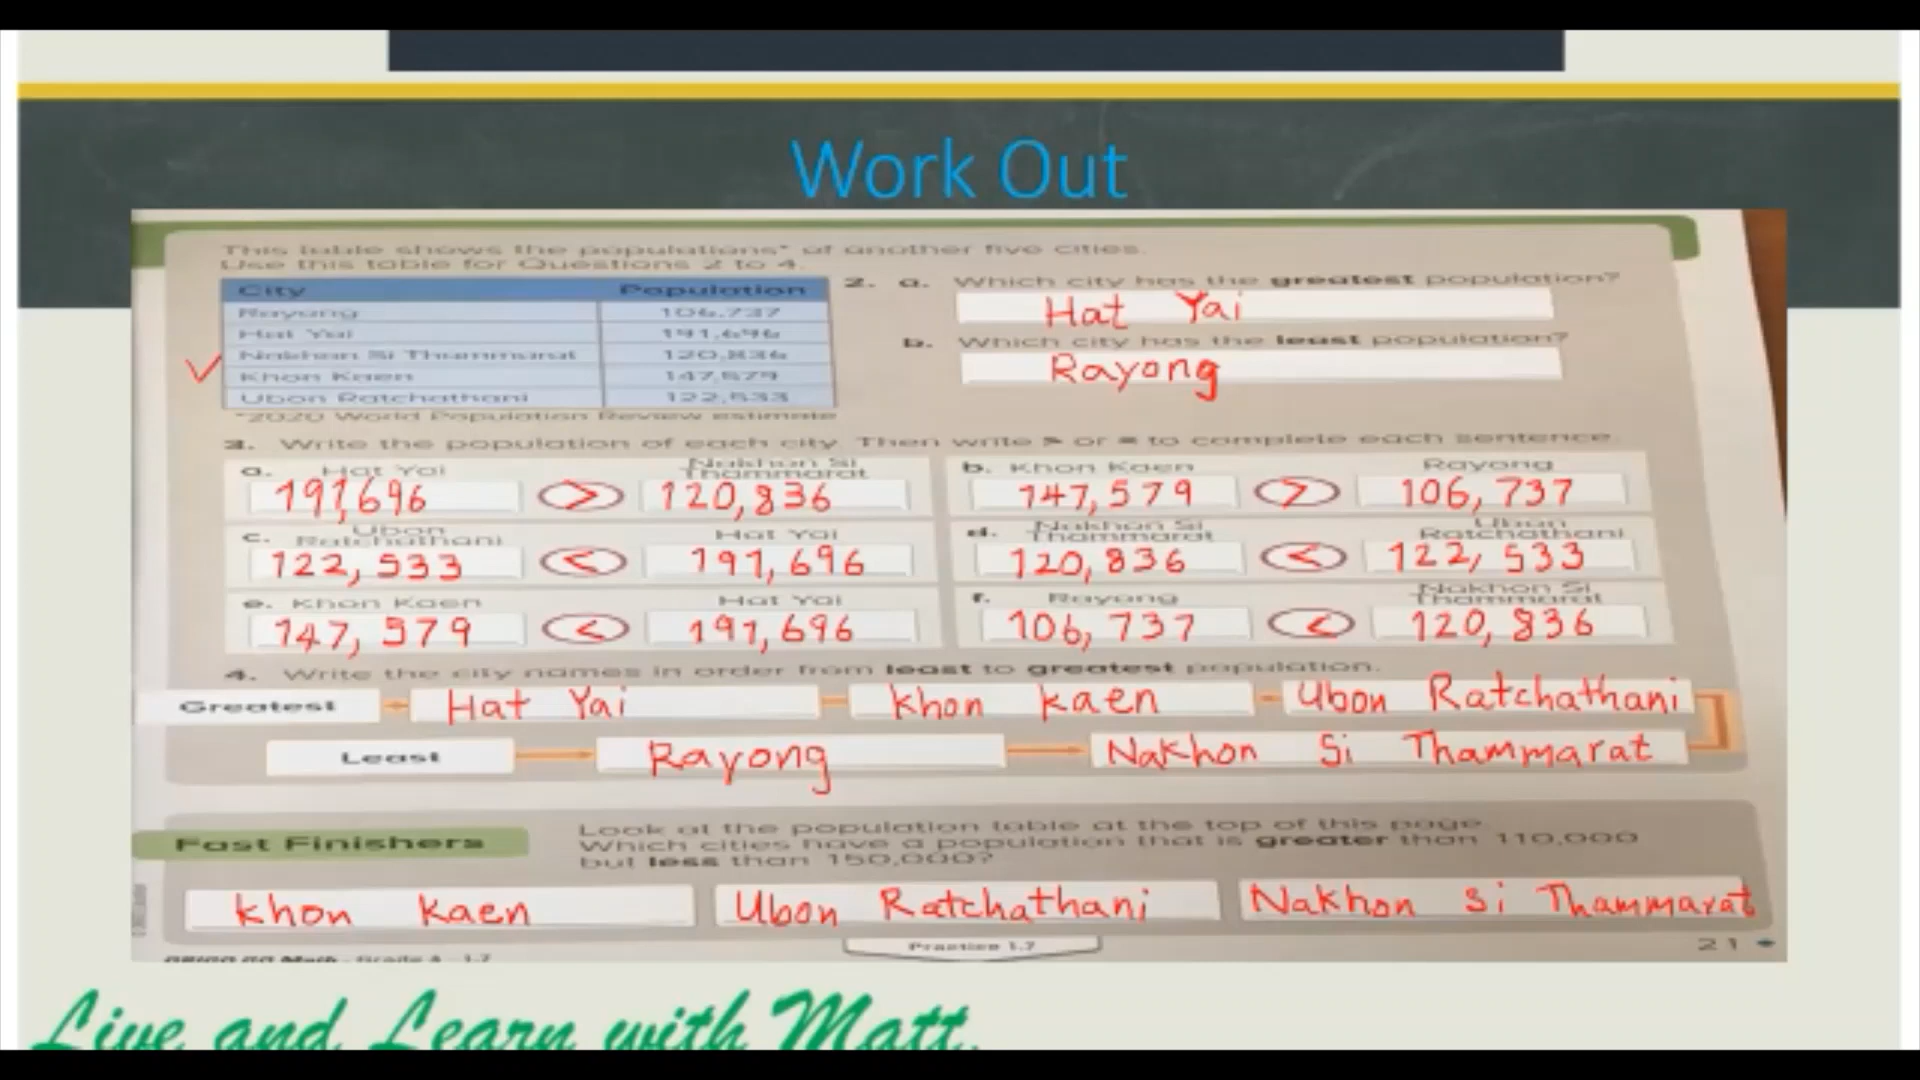 Work Out
This table shows the populations* of another five cities.
Use this table for Questions 2 to 4.
City Population
Rayong 106,737
Hat Yai 191,696
Nakhon Si Thammarat 120,836
Khon Kaen 147,579
Ubon Ratchathani 122,533
*2020 World Population Review estimate
2. a. Which city has the greatest population?
Hat Yai
b. Which city has the least population?
Rayong
3. Write the population of each city. Then write > or < to complete each sentence.
a. Hat Yai Nakhon Si Thammarat
191,696 > 120,836
b. Khon Kaen Rayong
147,579 > 106,737
c. Ubon Ratchathani Hat Yai
122,533 < 191,696
d. Nakhon Si Thammarat Ubon Ratchathani
120,836 < 122,533
e. Khon Kaen Hat Yai
147,579 < 191,696
f. Rayong Nakhon Si Thammarat
106,737 < 120,836
4. Write the city names in order from least to greatest population.
Greatest Hat Yai Khon Kaen Ubon Ratchathani
Least Rayong Nakhon Si Thammarat
Fast Finishers
Look at the population table at the top of this page.
Which cities have a population that is greater than 110,000
but less than 150,000?
Khon Kaen Ubon Ratchathani Nakhon Si Thammarat
Practice 1.7
21
Math · Grade 4 - 1.7
Live and Learn with Matt.